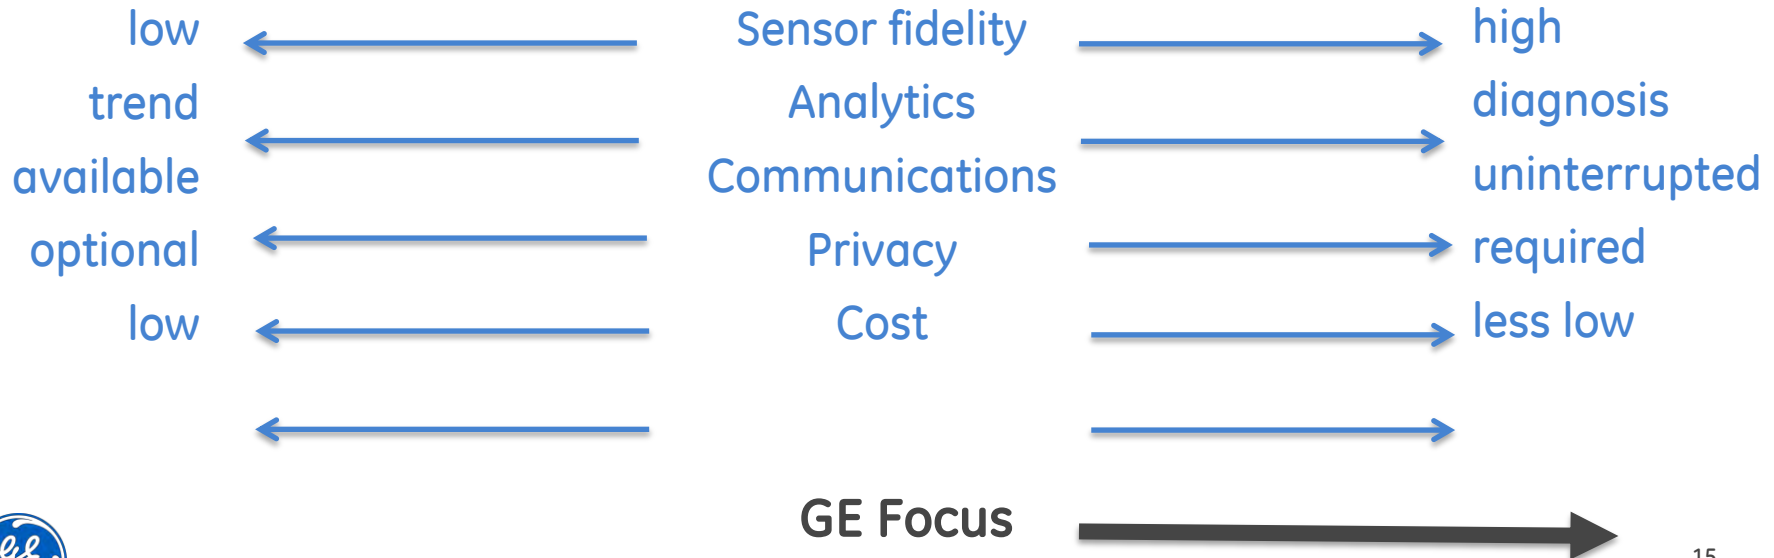 low Sensor fidelity high
trend Analytics diagnosis
available Communications uninterrupted
optional Privacy required
low Cost less low
GE Focus
15